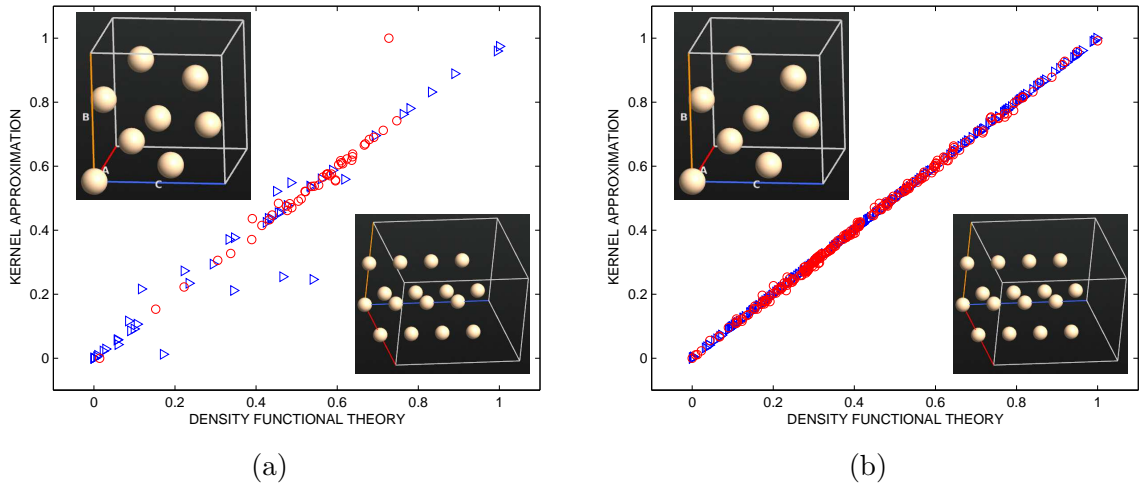 1
0.8
0.6
0.4
0.2
0
KERNEL APPROXIMATION
0 0.2 0.4 0.6 0.8 1
DENSITY FUNCTIONAL THEORY
B
A
C
(a)
1
0.8
0.6
0.4
0.2
0
KERNEL APPROXIMATION
0 0.2 0.4 0.6 0.8 1
DENSITY FUNCTIONAL THEORY
B
A
C
(b)